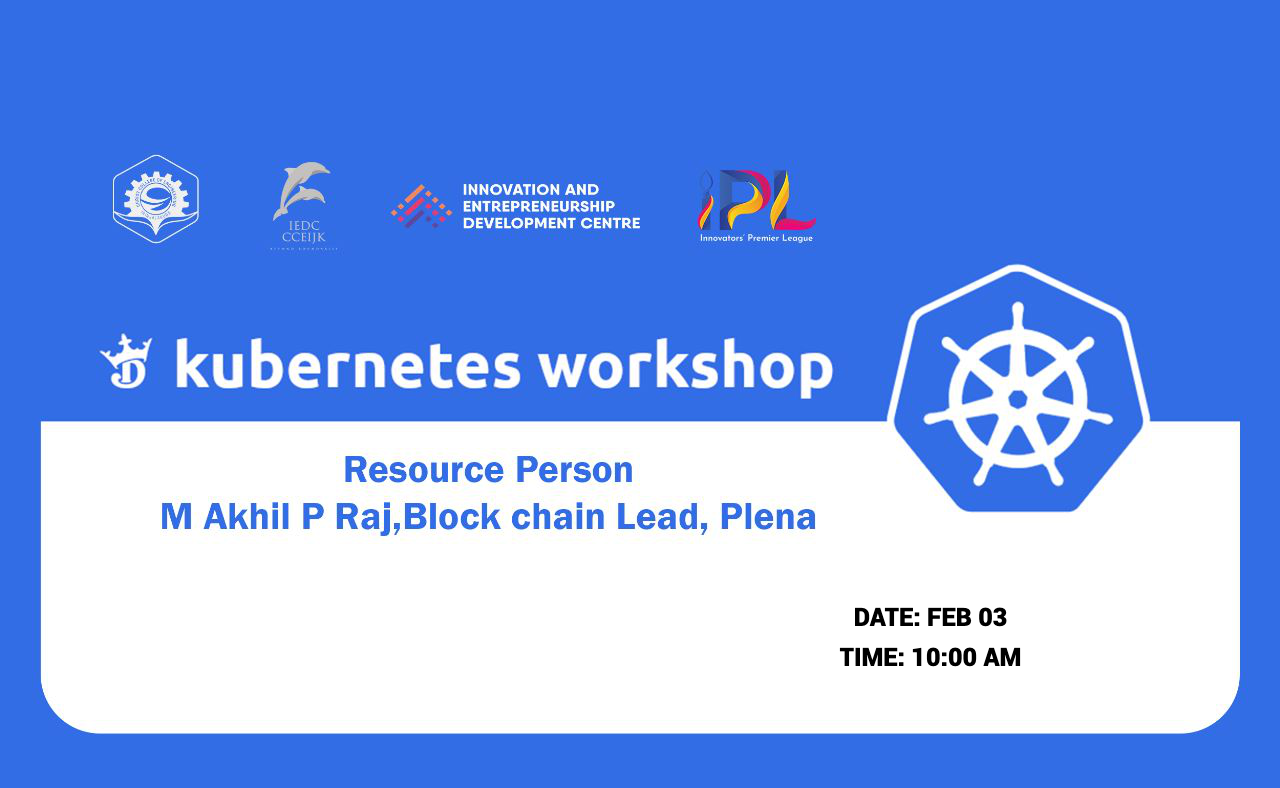 IEDC
CCEIJK
INNOVATION AND
ENTREPRENEURSHIP
DEVELOPMENT CENTRE
IPL
Innovators' Premier League
kubernetes workshop
Resource Person
M Akhil P Raj,Block chain Lead, Plena
DATE: FEB 03
TIME: 10:00 AM